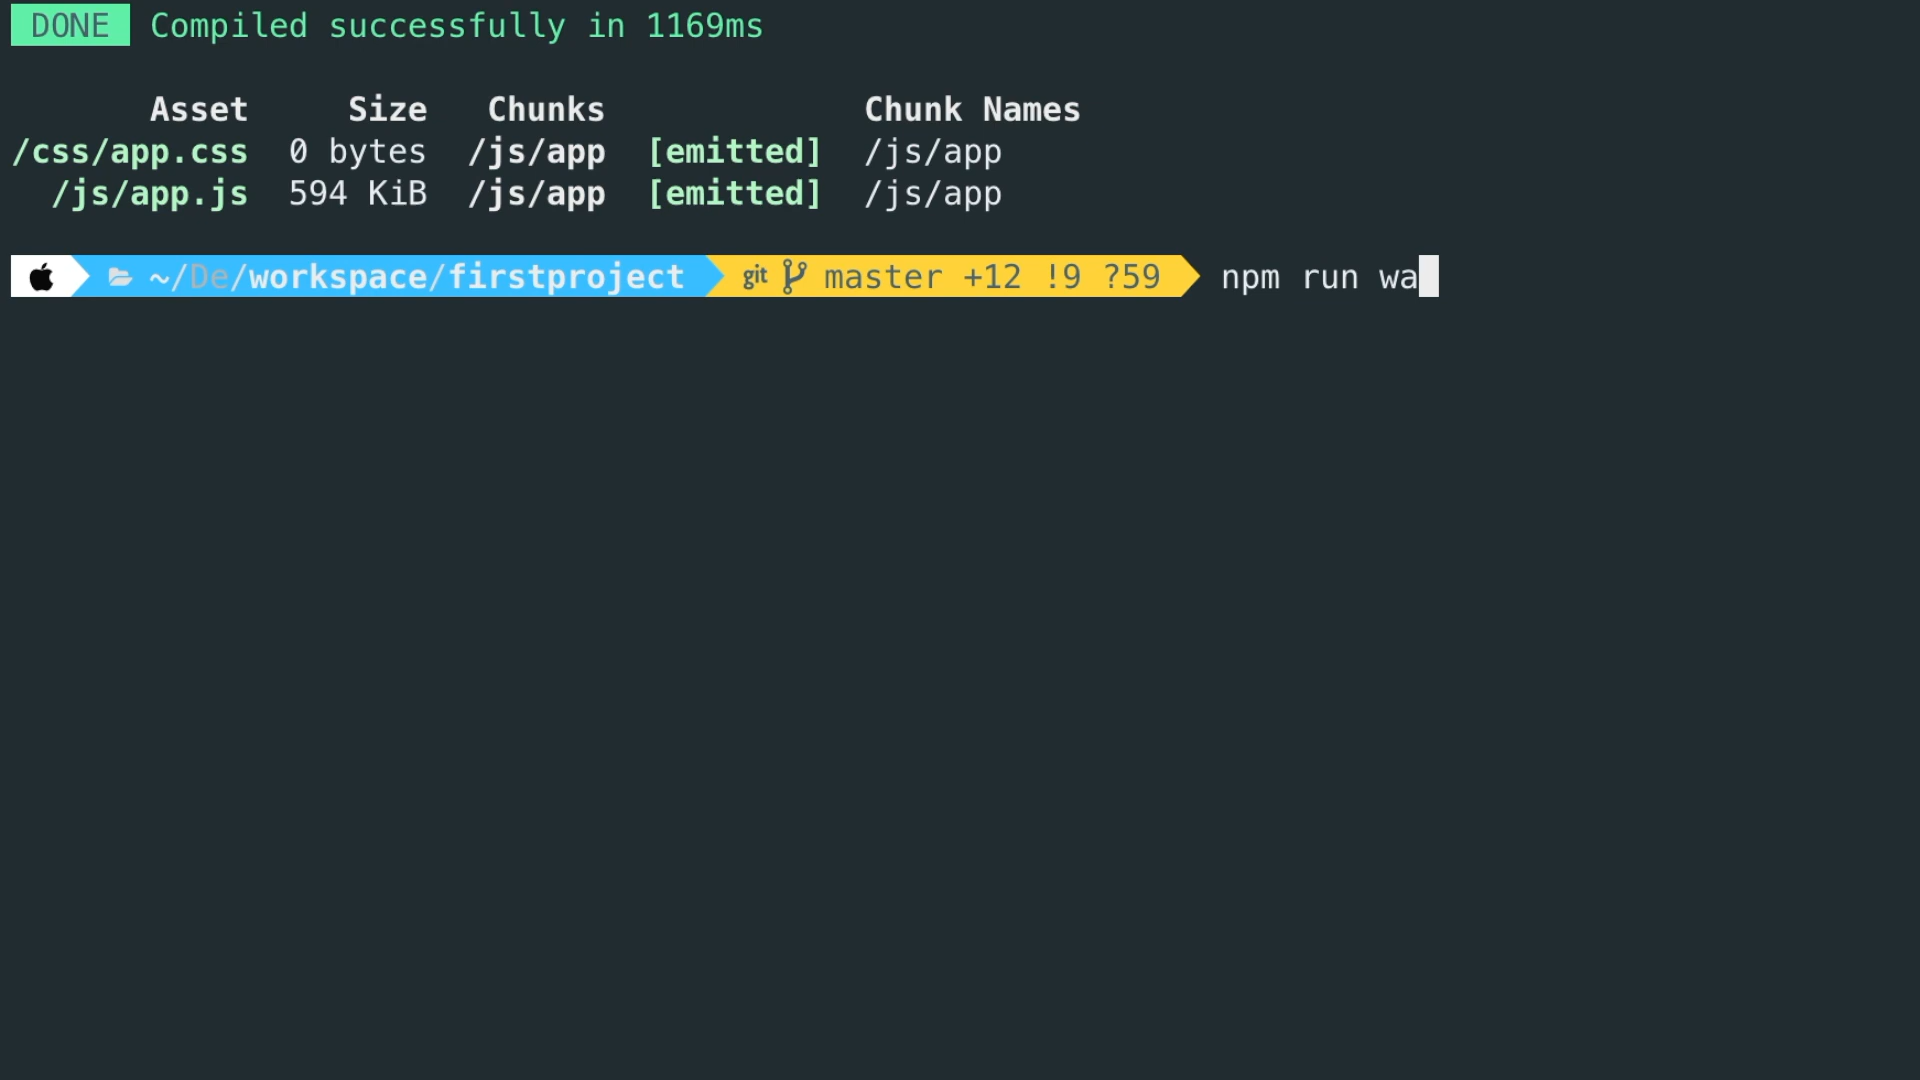 DONE Compiled successfully in 1169ms
Asset Size Chunks Chunk Names
/css/app.css 0 bytes /js/app [emitted] /js/app
/js/app.js 594 KiB /js/app [emitted] /js/app
~/De/workspace/firstproject git master +12 !9 ?59 npm run wa